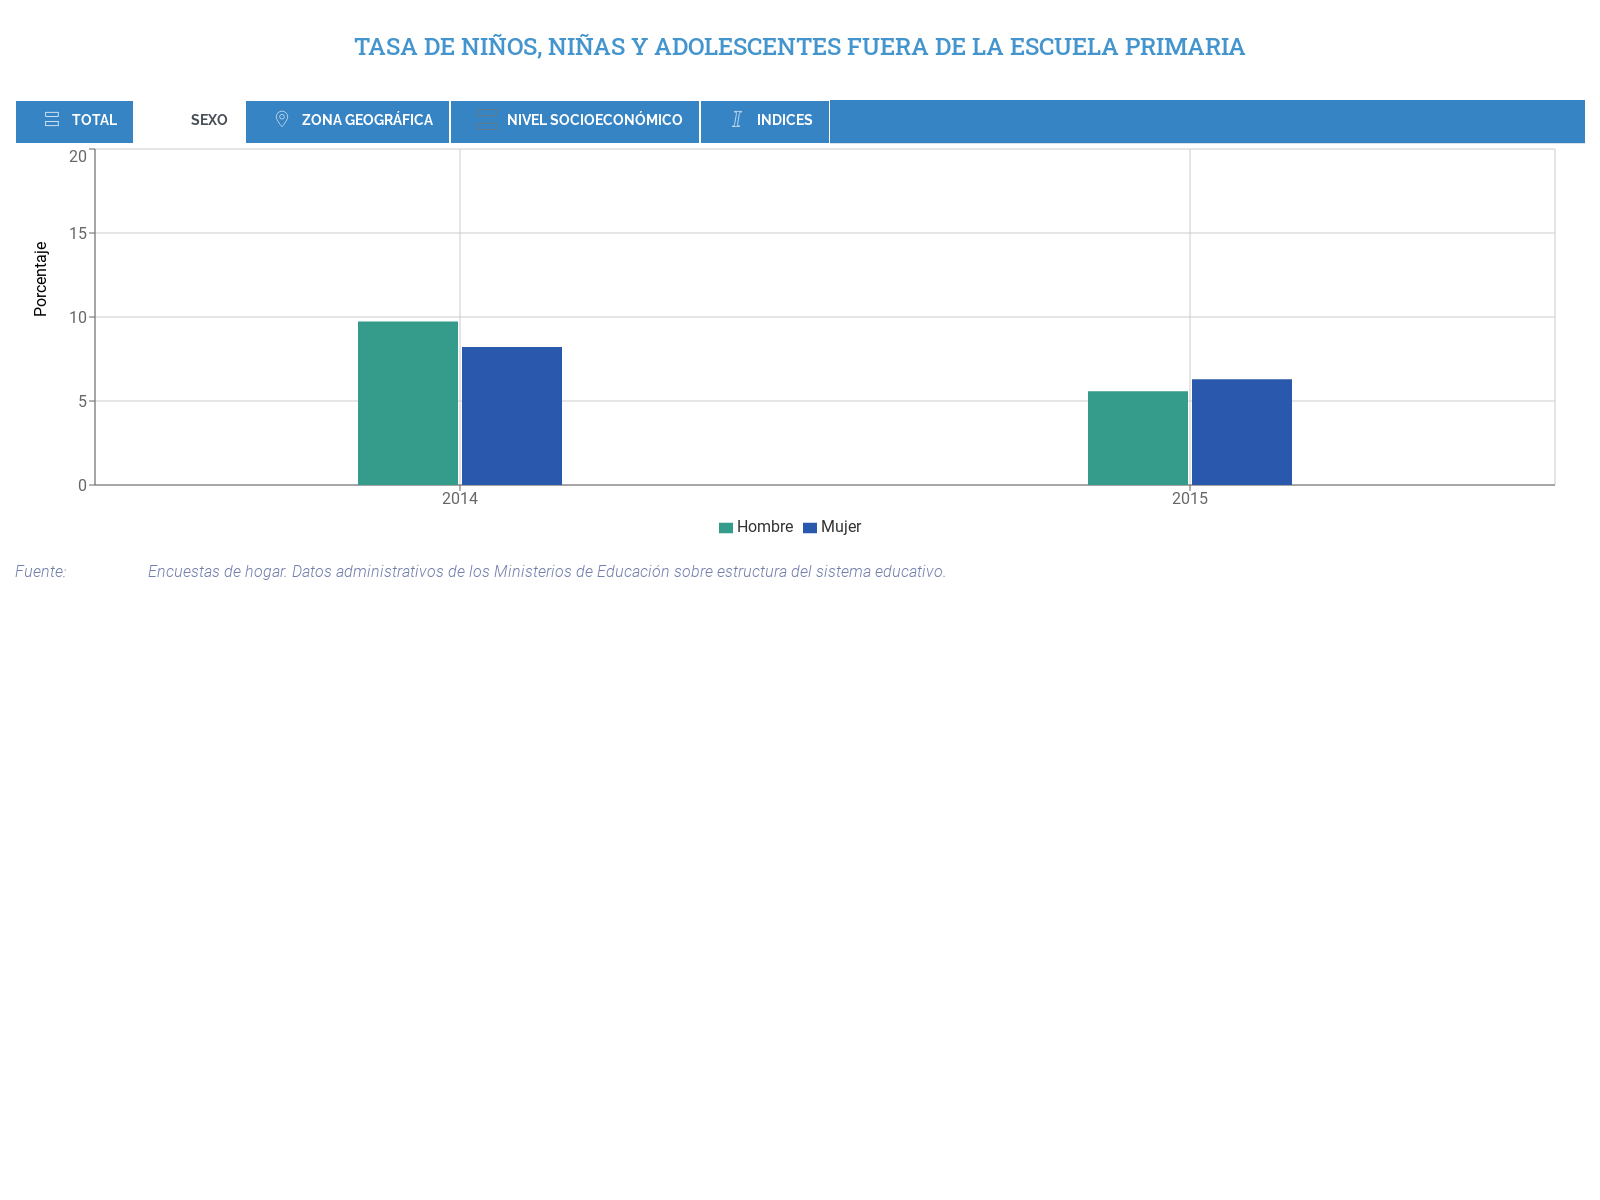 TASA DE NIÑOS, NIÑAS Y ADOLESCENTES FUERA DE LA ESCUELA PRIMARIA
TOTAL SEXO ZONA GEOGRÁFICA NIVEL SOCIOECONÓMICO INDICES
20
15
10
5
0
Porcentaje
2014 2015
Hombre Mujer
Fuente: Encuestas de hogar. Datos administrativos de los Ministerios de Educación sobre estructura del sistema educativo.